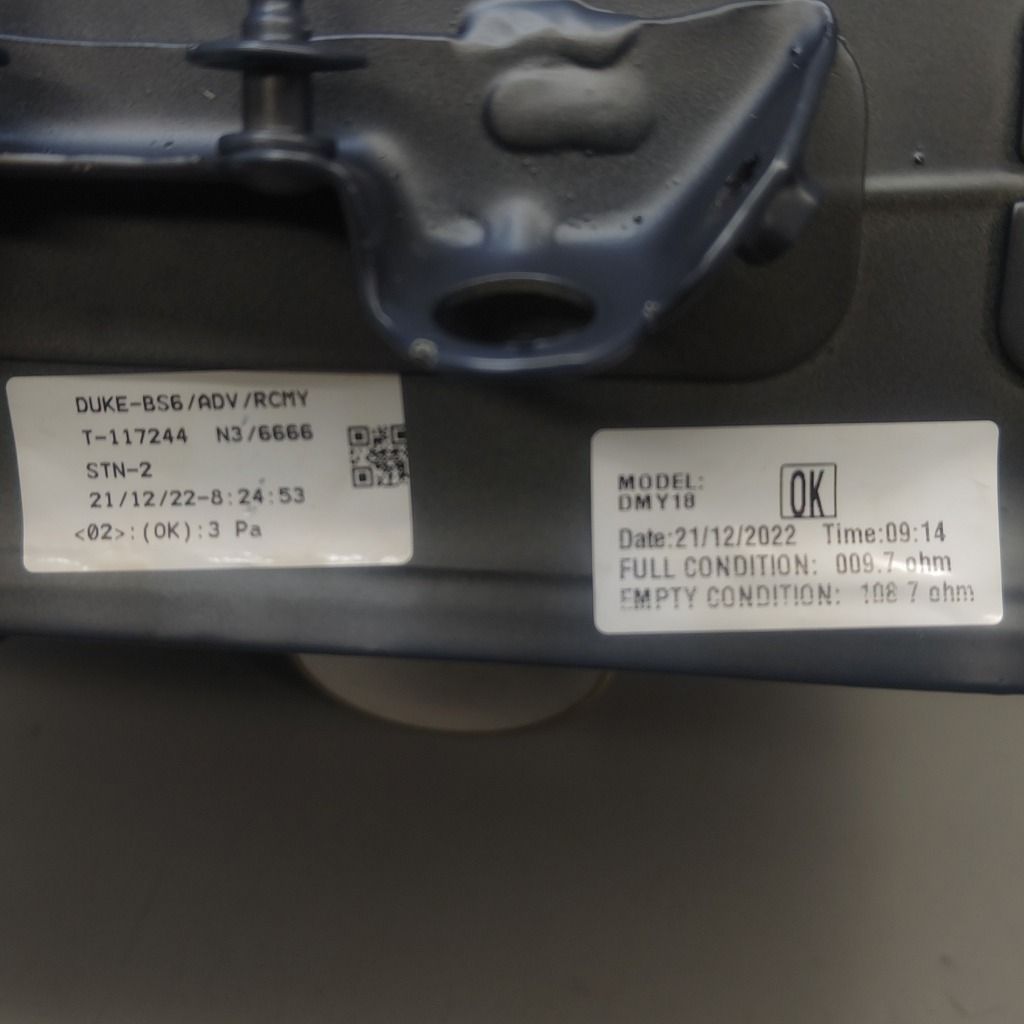 DUKE-BS6/ADV/RCMY
T-117244 N3/6666
STN-2
21/12/22-8:24:53
<02>:(OK):3 Pa
MODEL:
DMY18
OK
Date:21/12/2022 Time:09:14
FULL CONDITION: 009.7 ohm
EMPTY CONDITION: 108.7 ohm